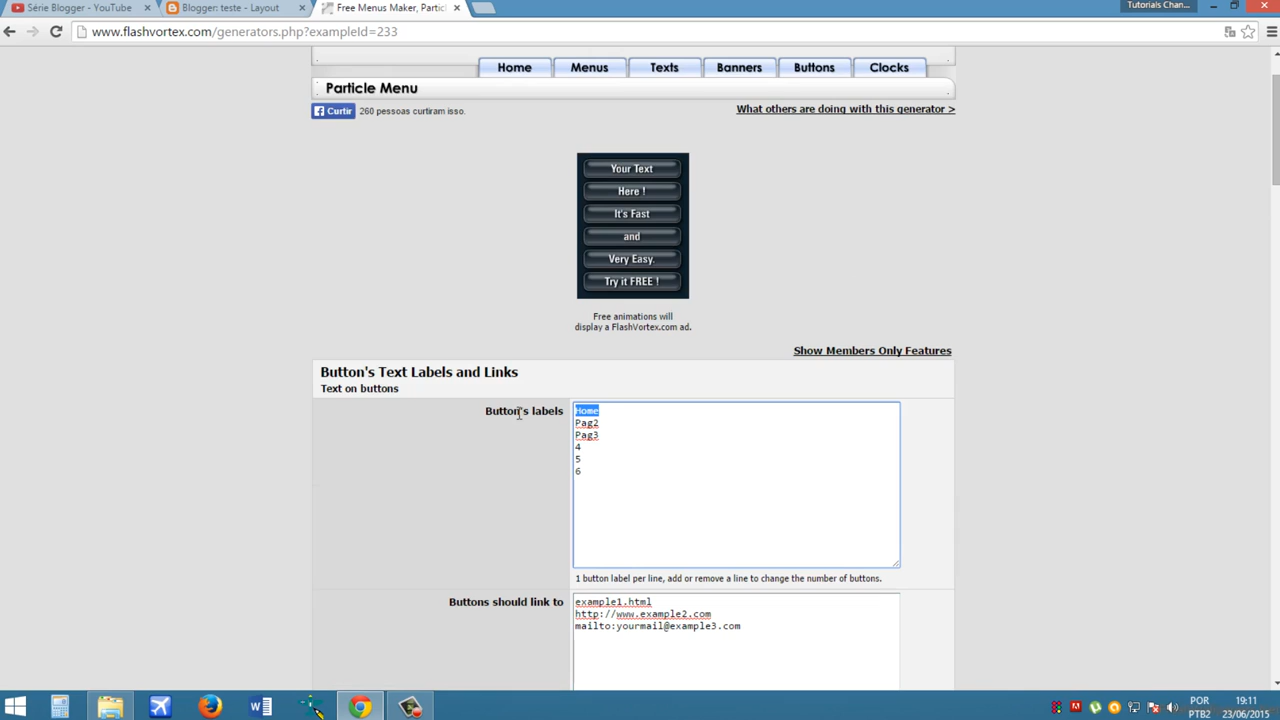 Série Blogger - YouTube
Blogger: teste - Layout
Free Menus Maker, Partic
Tutorials Chan...
www.flashvortex.com/generators.php?exampleId=233
Home
Menus
Texts
Banners
Buttons
Clocks
Particle Menu
Curtir
260 pessoas curtiram isso.
What others are doing with this generator >
Your Text
Here !
It's Fast
and
Very Easy.
Try it FREE !
Free animations will
display a FlashVortex.com ad.
Show Members Only Features
Button's Text Labels and Links
Text on buttons
Button's labels
Home
Pag2
Pag3
4
5
6
1 button label per line, add or remove a line to change the number of buttons.
Buttons should link to
example1.html
http://www.example2.com
mailto:yourmail@example3.com
POR
PTB2
19:11
23/06/2015